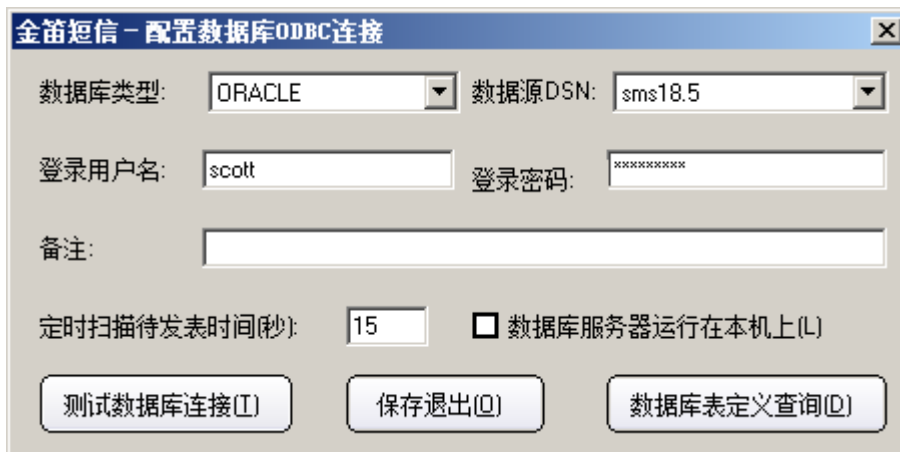 金笛短信－配置数据库ODBC连接
数据库类型: ORACLE 数据源DSN: sms18.5
登录用户名: scott 登录密码: ×××××××××
备注:
定时扫描待发表时间(秒): 15 数据库服务器运行在本机上(L)
测试数据库连接(T) 保存退出(O) 数据库表定义查询(D)